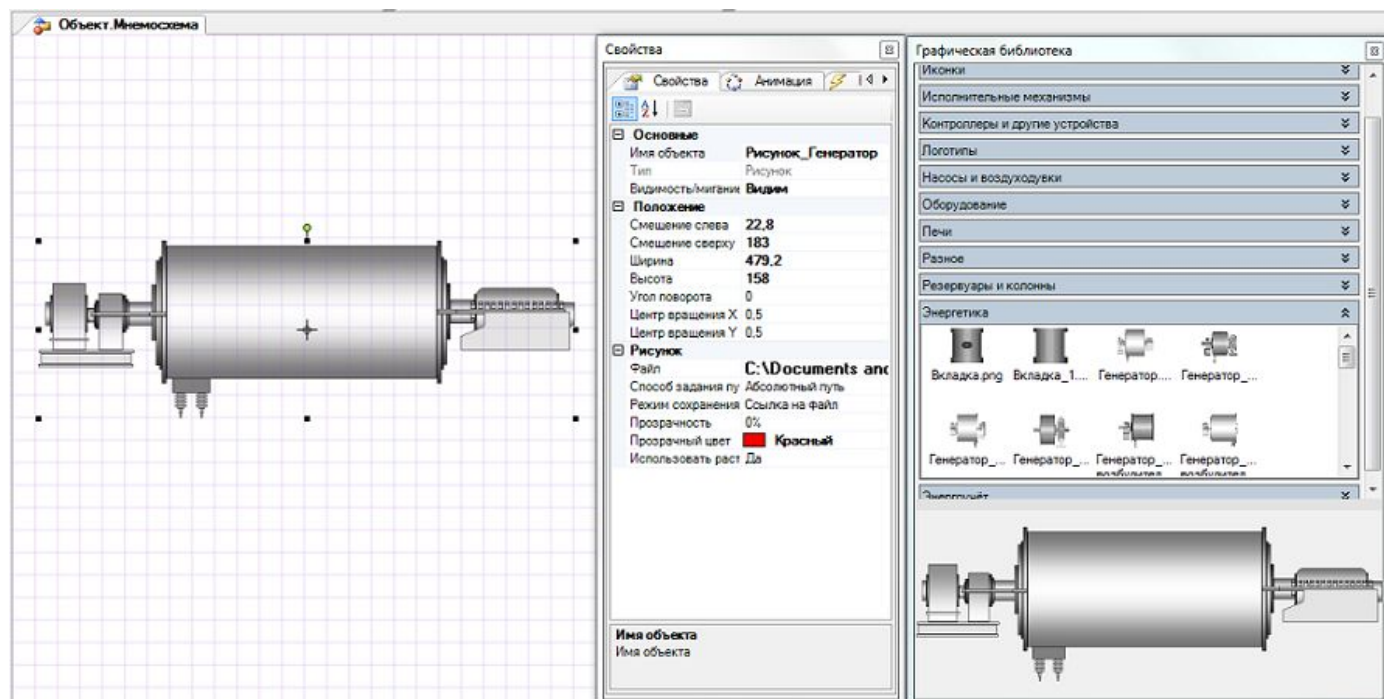 Объект.Мнемосхема
Свойства
Свойства Анимация
Основные
Имя объекта Рисунок_Генератор
Тип Рисунок
Видимость/мигание Видим
Положение
Смещение слева 22,8
Смещение сверху 183
Ширина 479,2
Высота 158
Угол поворота 0
Центр вращения X 0,5
Центр вращения Y 0,5
Рисунок
Файл C:\Documents and
Способ задания пу Абсолютный путь
Режим сохранения Ссылка на файл
Прозрачность 0%
Прозрачный цвет Красный
Использовать раст Да
Имя объекта
Имя объекта
Графическая библиотека
Иконки
Исполнительные механизмы
Контроллеры и другие устройства
Логотипы
Насосы и воздуходувки
Оборудование
Печи
Разное
Резервуары и колонны
Энергетика
Вкладка.png Вкладка_1.... Генератор.... Генератор_...
Генератор_... Генератор_... Генератор_... Генератор_...
возбудител... возбудител...
Энергоучёт